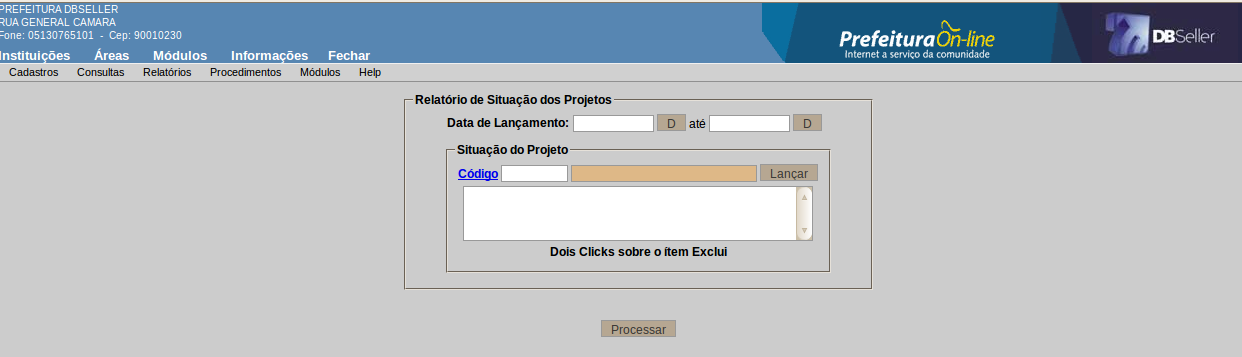 PREFEITURA DBSELLER
RUA GENERAL CAMARA
Fone: 05130765101 - Cep: 90010230
Instituições Áreas Módulos Informações Fechar
PrefeituraOn-line
Internet a serviço da comunidade
DBSeller
Cadastros Consultas Relatórios Procedimentos Módulos Help
Relatório de Situação dos Projetos
Data de Lançamento: D até D
Situação do Projeto
Código Lançar
Dois Clicks sobre o ítem Exclui
Processar